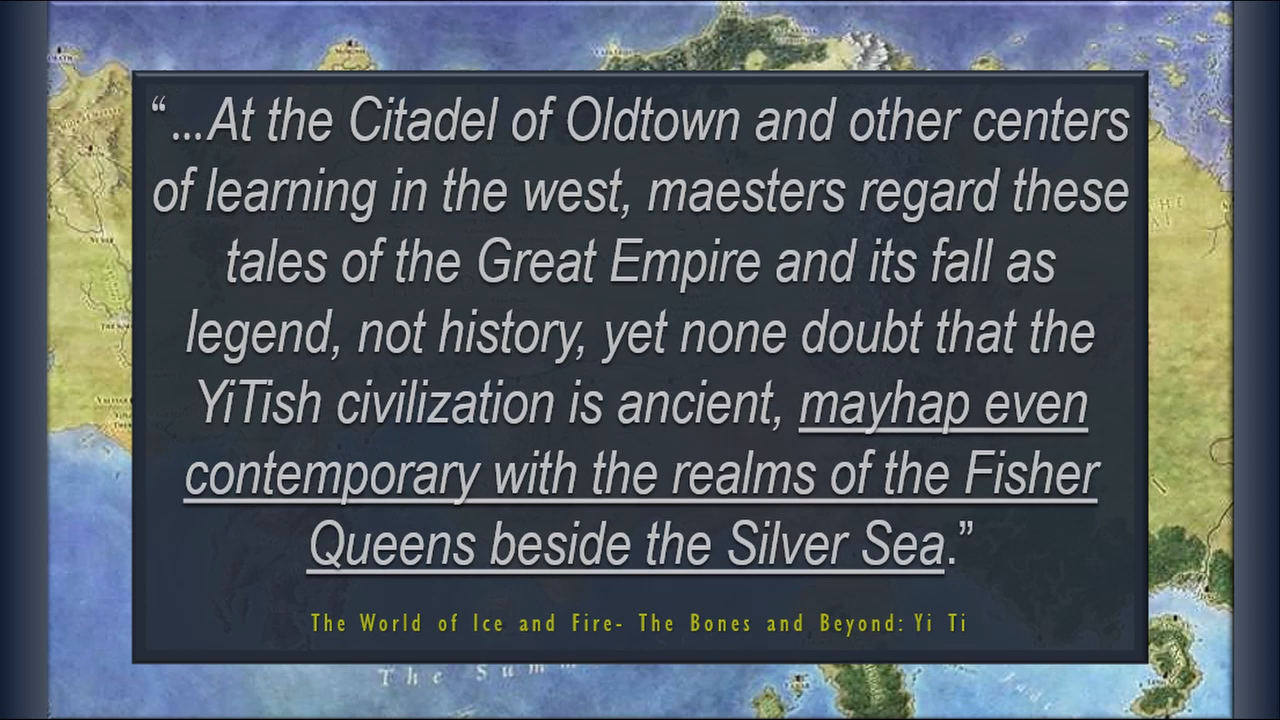 “...At the Citadel of Oldtown and other centers
of learning in the west, maesters regard these
tales of the Great Empire and its fall as
legend, not history, yet none doubt that the
YiTish civilization is ancient, mayhap even
contemporary with the realms of the Fisher
Queens beside the Silver Sea.”
The World of Ice and Fire- The Bones and Beyond: Yi Ti
The Summ